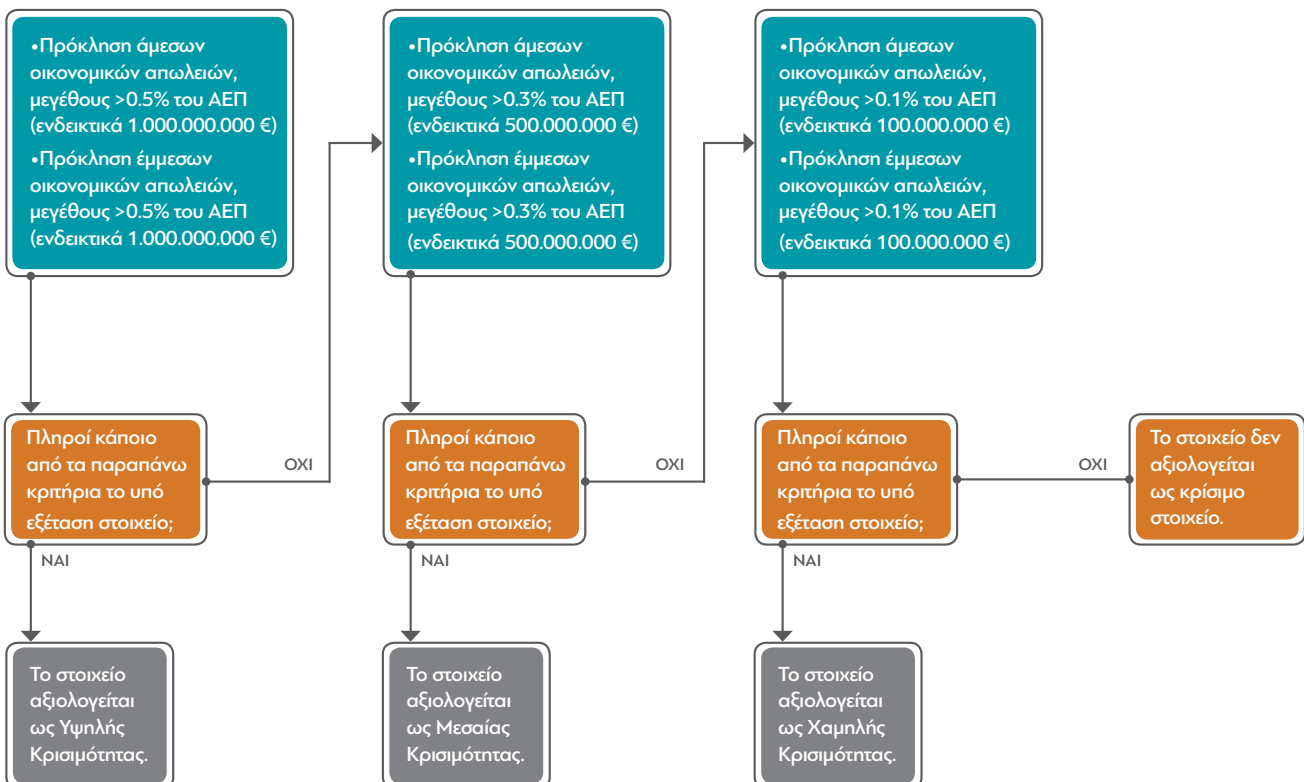 •Πρόκληση άμεσων
οικονομικών απωλειών,
μεγέθους >0.5% του ΑΕΠ
(ενδεικτικά 1.000.000.000 €)
•Πρόκληση έμμεσων
οικονομικών απωλειών,
μεγέθους >0.5% του ΑΕΠ
(ενδεικτικά 1.000.000.000 €)
•Πρόκληση άμεσων
οικονομικών απωλειών,
μεγέθους >0.3% του ΑΕΠ
(ενδεικτικά 500.000.000 €)
•Πρόκληση έμμεσων
οικονομικών απωλειών,
μεγέθους >0.3% του ΑΕΠ
(ενδεικτικά 500.000.000 €)
•Πρόκληση άμεσων
οικονομικών απωλειών,
μεγέθους >0.1% του ΑΕΠ
(ενδεικτικά 100.000.000 €)
•Πρόκληση έμμεσων
οικονομικών απωλειών,
μεγέθους >0.1% του ΑΕΠ
(ενδεικτικά 100.000.000 €)
Πληροί κάποιο
από τα παραπάνω
κριτήρια το υπό
εξέταση στοιχείο;
ΟΧΙ
Πληροί κάποιο
από τα παραπάνω
κριτήρια το υπό
εξέταση στοιχείο;
ΟΧΙ
Πληροί κάποιο
από τα παραπάνω
κριτήρια το υπό
εξέταση στοιχείο;
ΟΧΙ
Το στοιχείο δεν
αξιολογείται
ως κρίσιμο
στοιχείο.
ΝΑΙ
ΝΑΙ
ΝΑΙ
Το στοιχείο
αξιολογείται
ως Υψηλής
Κρισιμότητας.
Το στοιχείο
αξιολογείται
ως Μεσαίας
Κρισιμότητας.
Το στοιχείο
αξιολογείται
ως Χαμηλής
Κρισιμότητας.